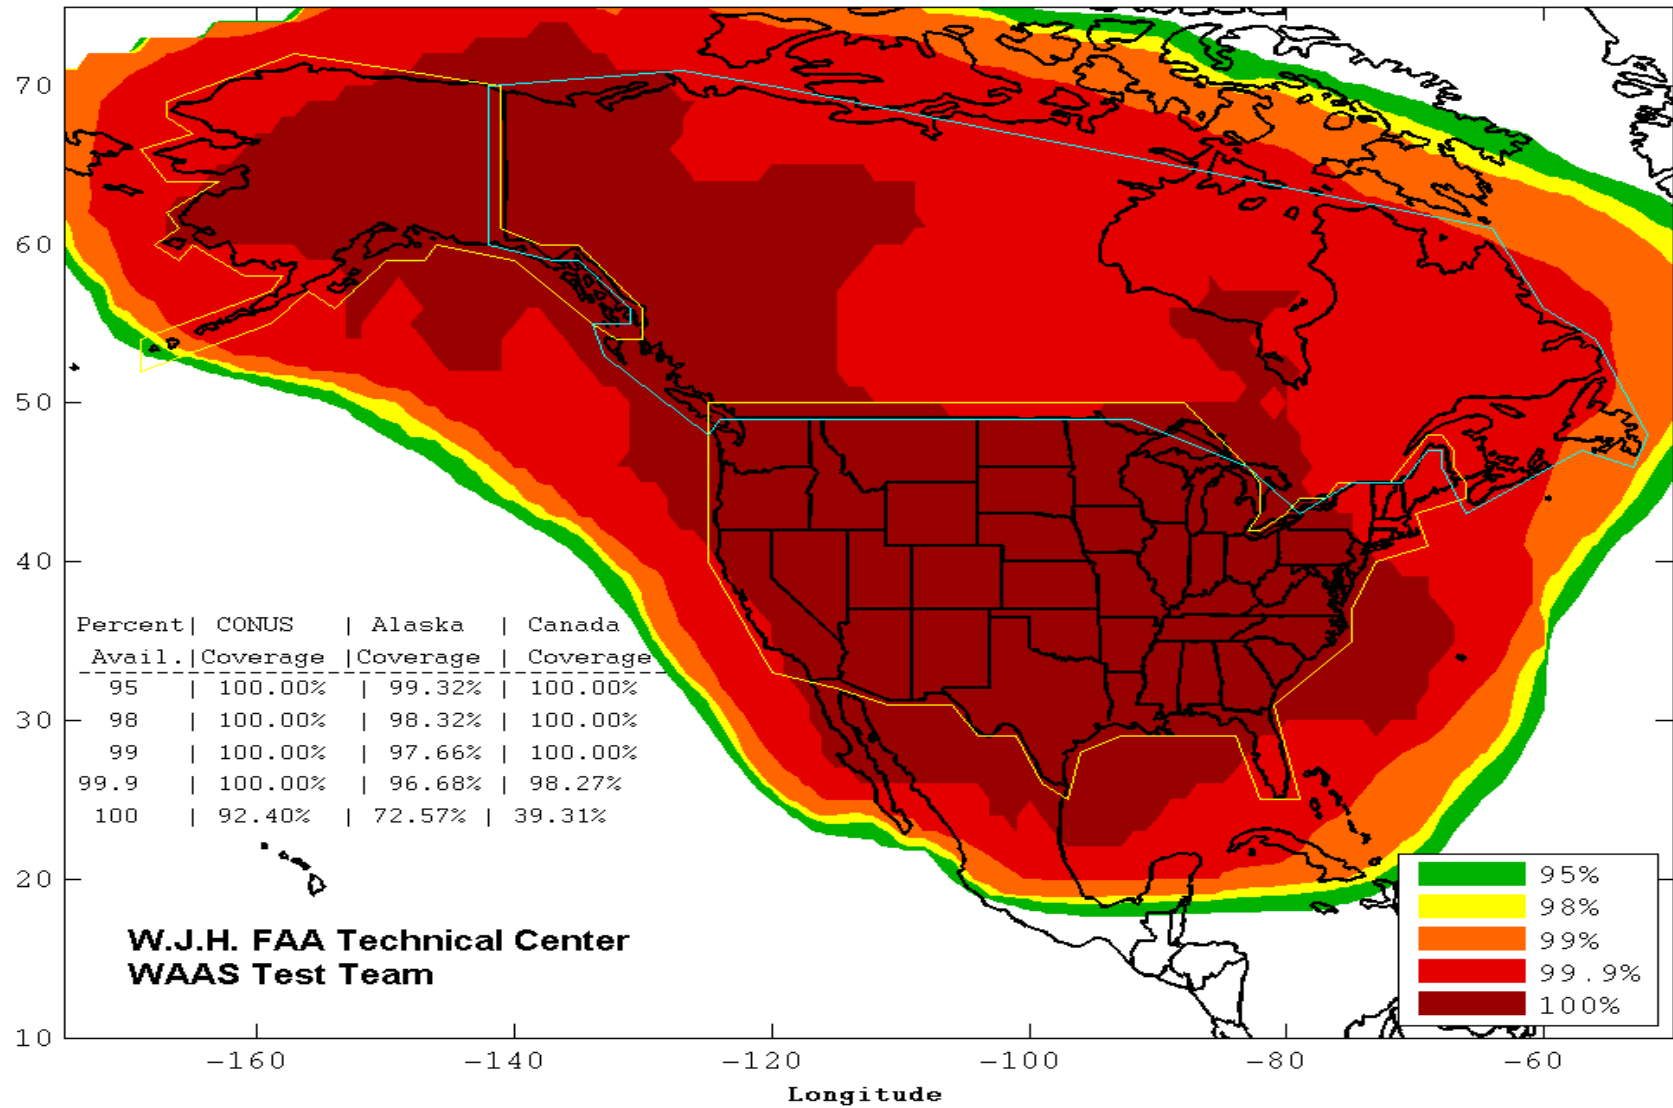 70
60
50
40
30
20
10
Percent| CONUS | Alaska | Canada
Avail.|Coverage |Coverage | Coverage
95 | 100.00% | 99.32% | 100.00%
98 | 100.00% | 98.32% | 100.00%
99 | 100.00% | 97.66% | 100.00%
99.9 | 100.00% | 96.68% | 98.27%
100 | 92.40% | 72.57% | 39.31%
W.J.H. FAA Technical Center
WAAS Test Team
95%
98%
99%
99.9%
100%
-160 -140 -120 -100 -80 -60
Longitude